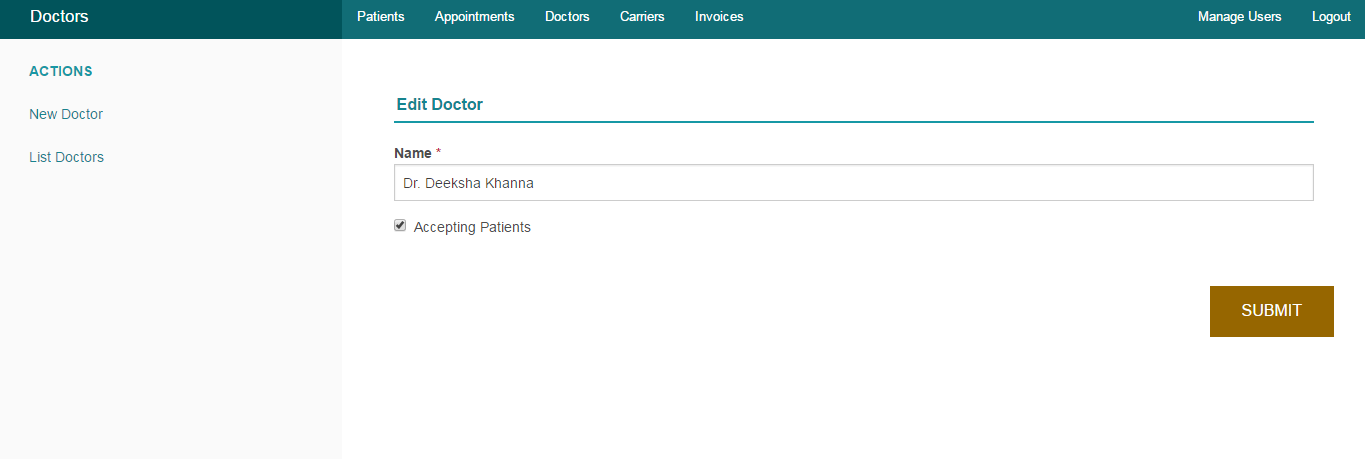 Doctors Patients Appointments Doctors Carriers Invoices Manage Users Logout
ACTIONS
New Doctor
List Doctors
Edit Doctor
Name *
Dr. Deeksha Khanna
Accepting Patients
SUBMIT